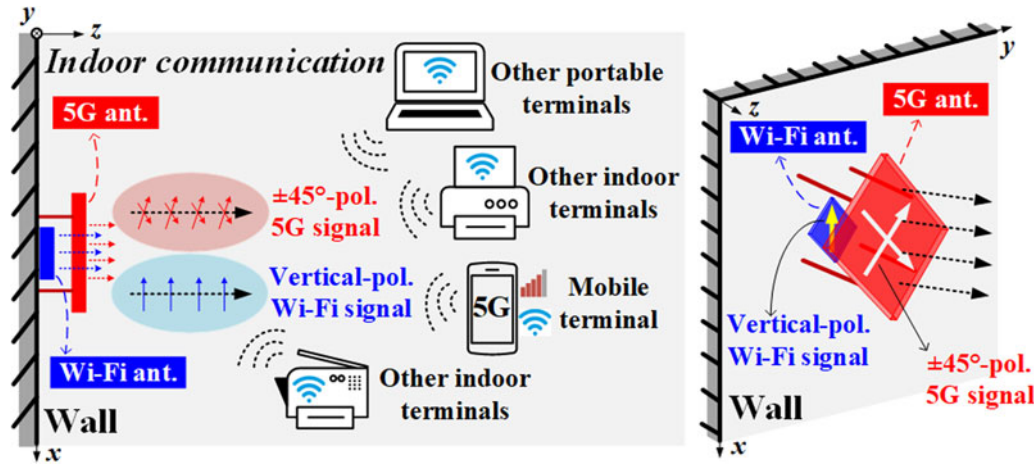 y
z
Indoor communication
5G ant.
±45°-pol.
5G signal
Vertical-pol.
Wi-Fi signal
Wi-Fi ant.
Wall
x
Other portable
terminals
Other indoor
terminals
5G
Mobile
terminal
Other indoor
terminals
y
z
5G ant.
Wi-Fi ant.
Vertical-pol.
Wi-Fi signal
±45°-pol.
5G signal
Wall
x